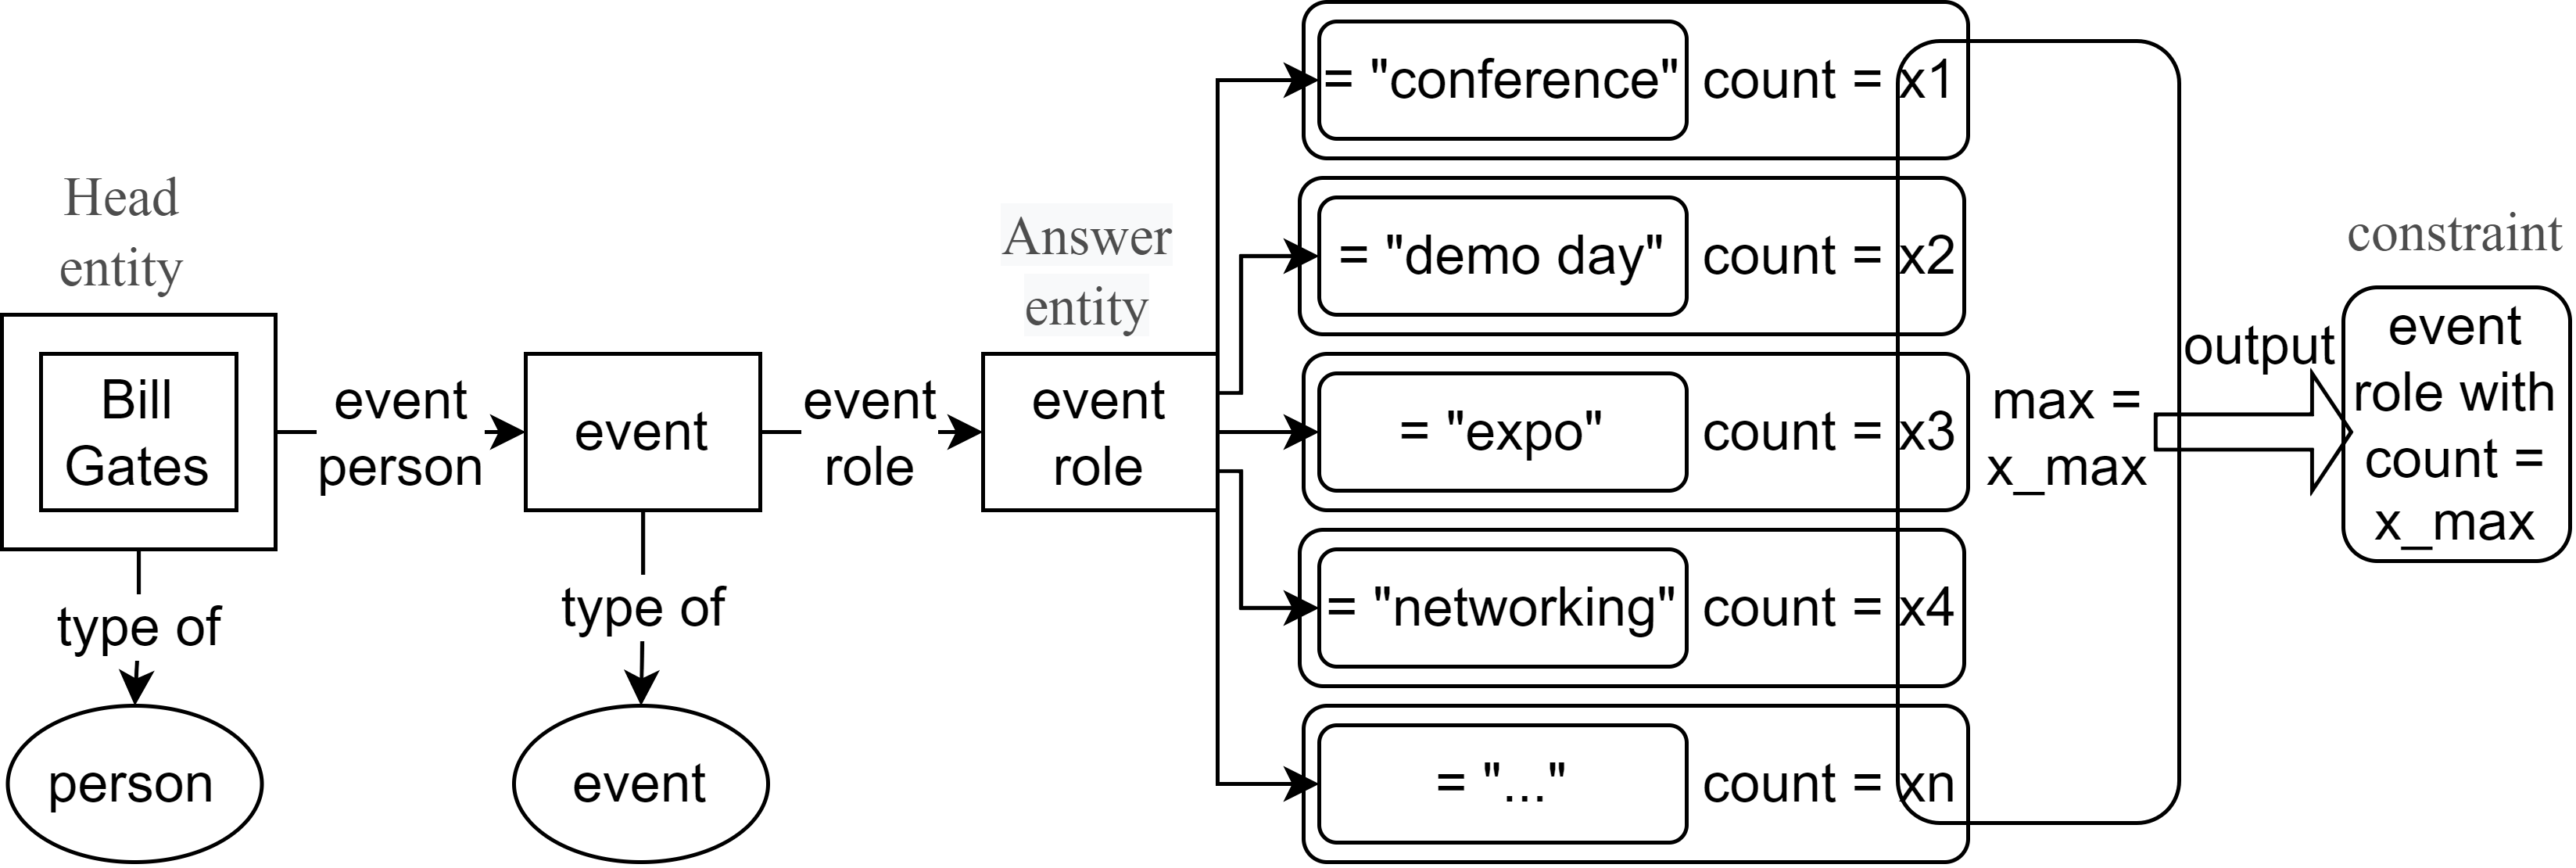 Head
entity
Bill
Gates
type of
person
event
person
event
type of
event
event
role
Answer
entity
event
role
= "conference"
count = x1
= "demo day"
count = x2
= "expo"
count = x3
= "networking"
count = x4
= "..."
count = xn
max =
x_max
output
constraint
event
role with
count =
x_max